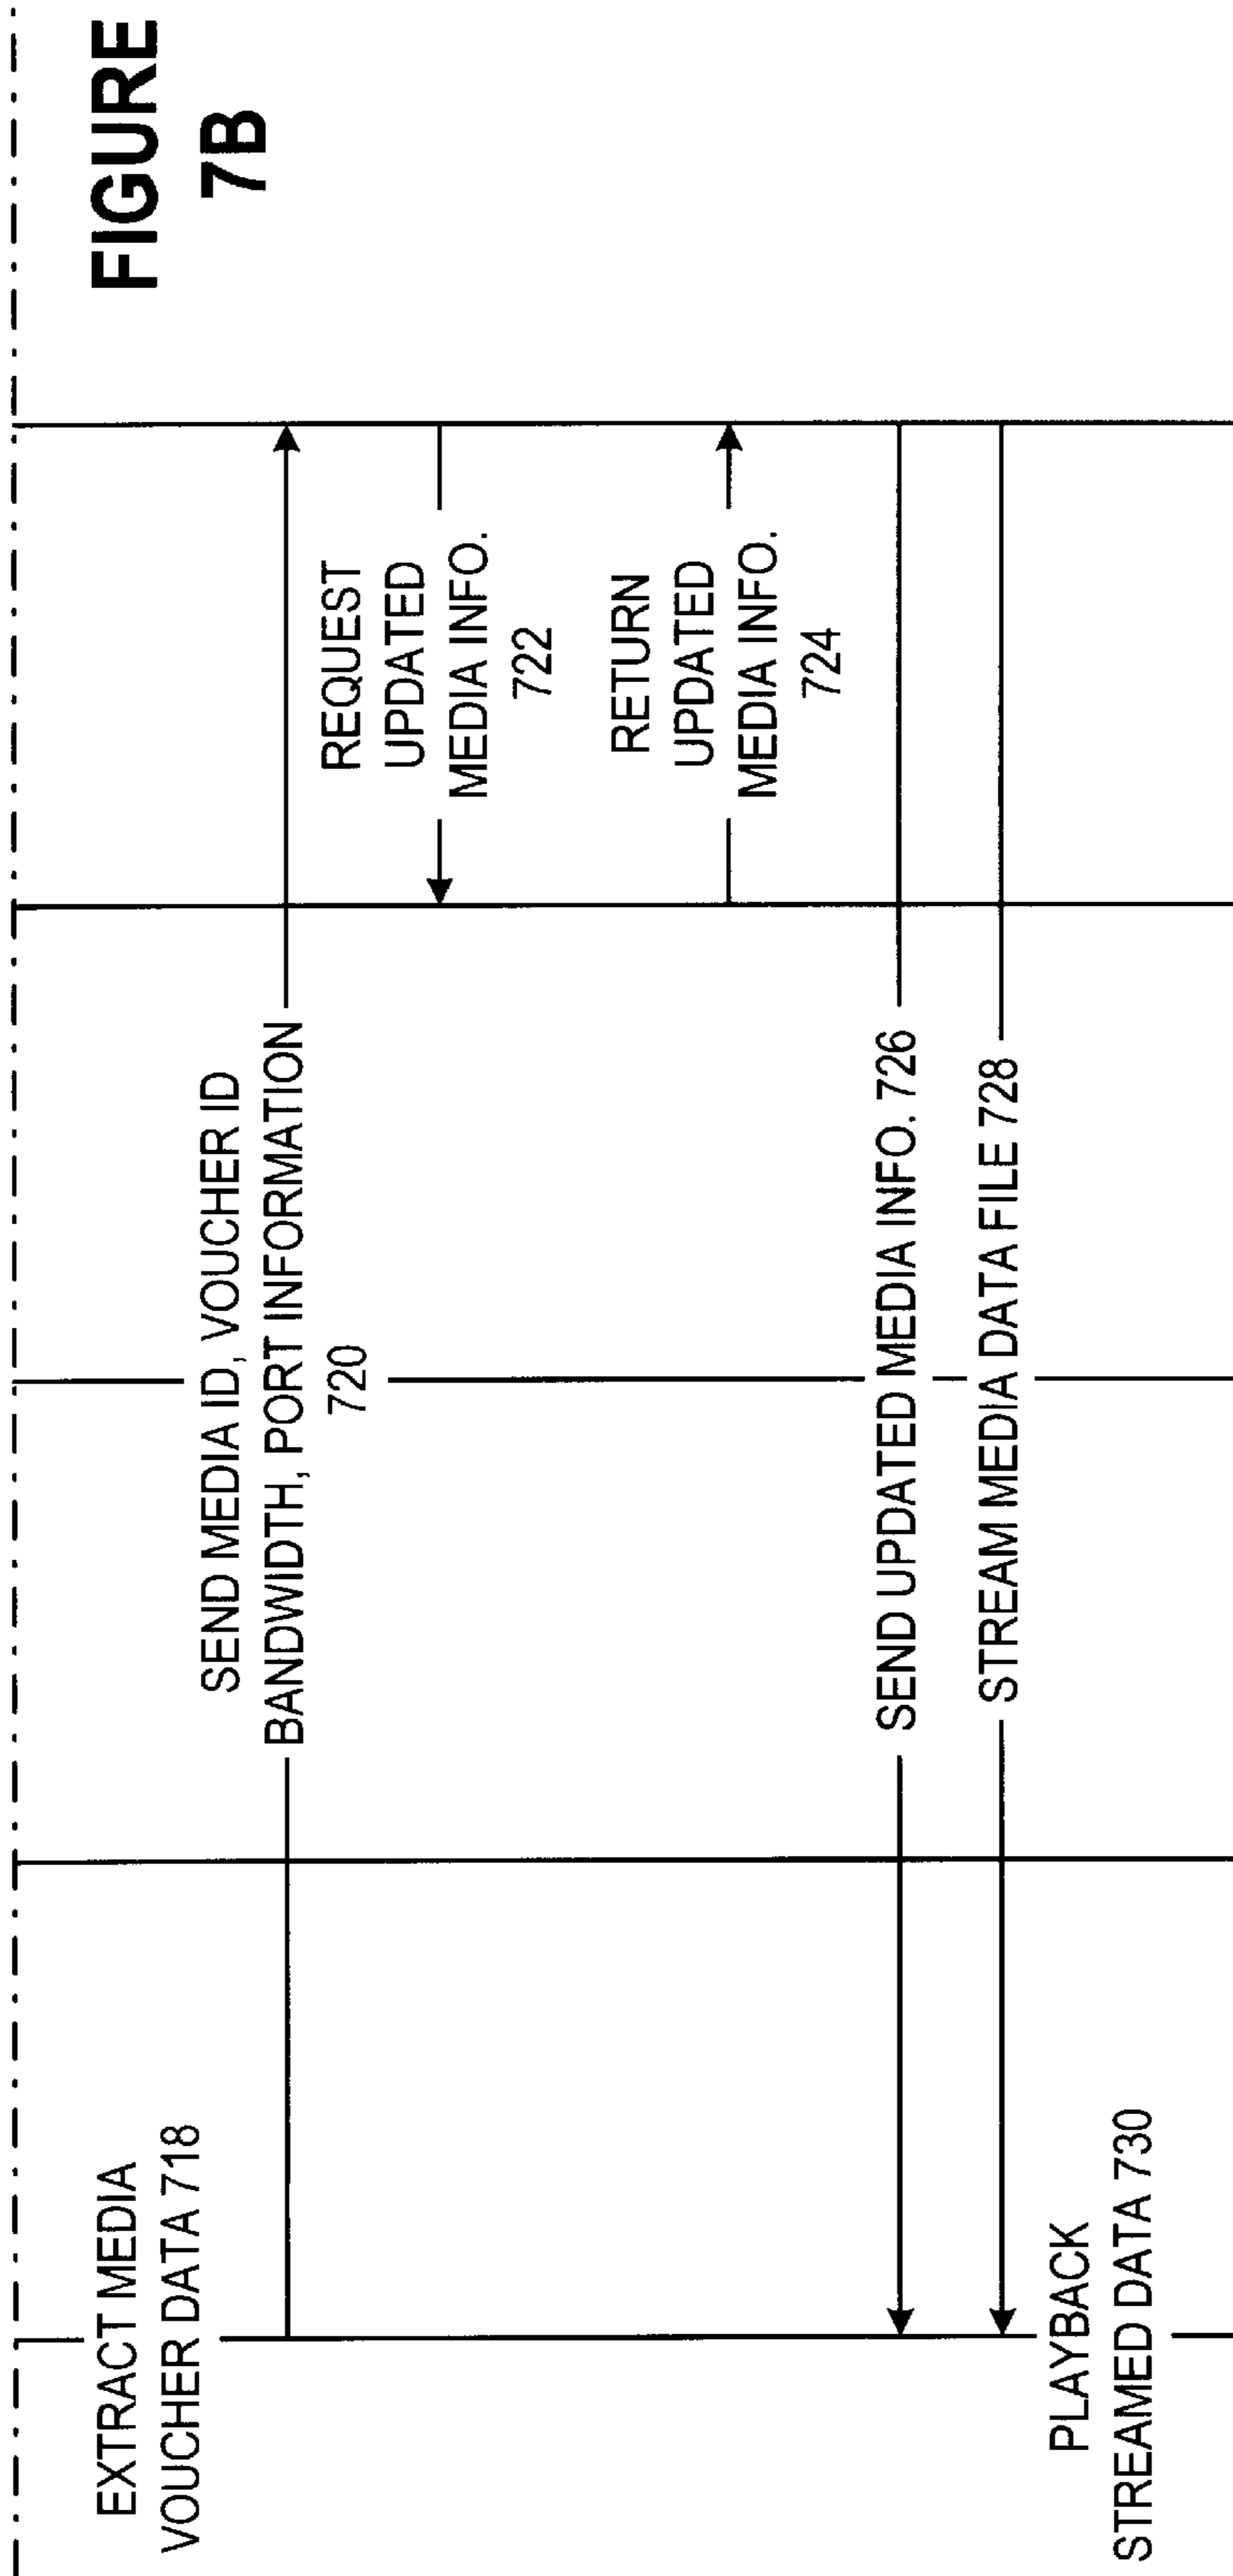 FIGURE
7B
EXTRACT MEDIA
VOUCHER DATA 718
SEND MEDIA ID, VOUCHER ID
BANDWIDTH, PORT INFORMATION
720
REQUEST
UPDATED
MEDIA INFO.
722
RETURN
UPDATED
MEDIA INFO.
724
SEND UPDATED MEDIA INFO. 726
STREAM MEDIA DATA FILE 728
PLAYBACK
STREAMED DATA 730